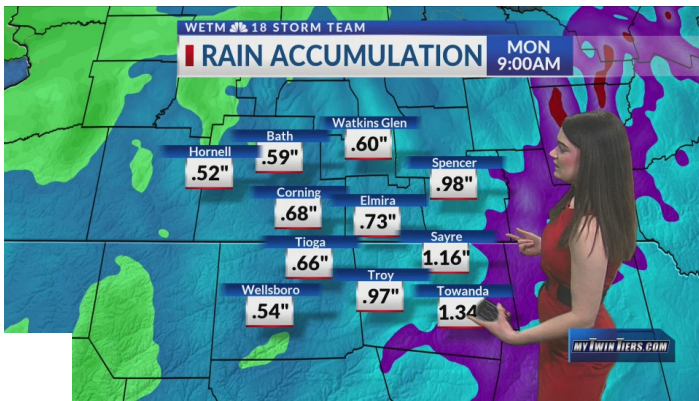 WETM 18 STORM TEAM
RAIN ACCUMULATION
MON
9:00AM
Watkins Glen
.60"
Bath
.59"
Hornell
.52"
Spencer
.98"
Corning
.68"
Elmira
.73"
Sayre
1.16"
Tioga
.66"
Troy
.97"
Wellsboro
.54"
Towanda
1.34
MYTWINTIERS.COM